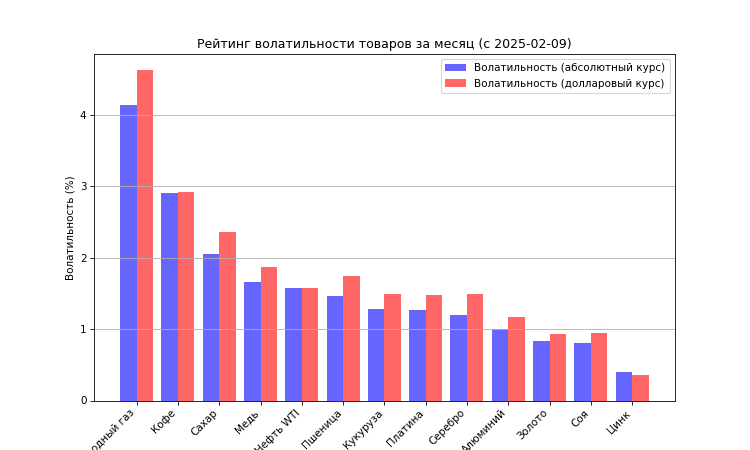 Рейтинг волатильности товаров за месяц (с 2025-02-09)
Волатильность (абсолютный курс)
Волатильность (долларовый курс)
Волатильность (%)
4
3
2
1
0
одный газ
Кофе
Сахар
Медь
Нефть WTI
Пшеница
Кукуруза
Платина
Серебро
Алюминий
Золото
Соя
Цинк